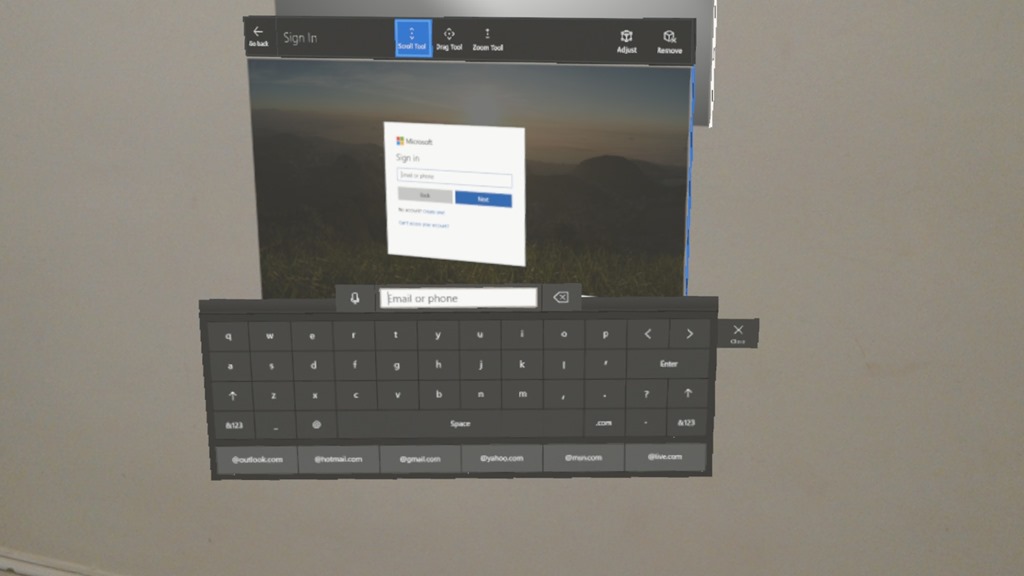 Go back
Sign In
Scroll Tool
Drag Tool
Zoom Tool
Adjust
Remove
Microsoft
Sign in
Email or phone
Back
Next
No account? Create one!
Can't access your account?
Email or phone
Close
q w e r t y u i o p
a s d f g h j k l ' Enter
z x c v b n m , . ?
&123 _ @ Space .com - &123
@outlook.com @hotmail.com @gmail.com @yahoo.com @msn.com @live.com